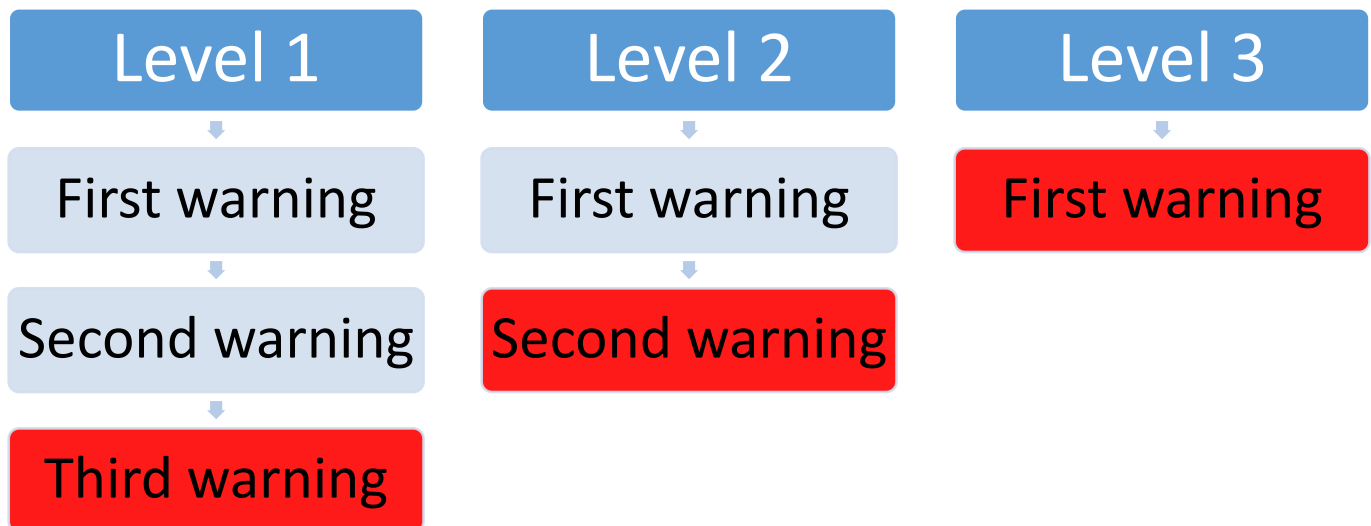 Level 1
First warning
Second warning
Third warning
Level 2
First warning
Second warning
Level 3
First warning